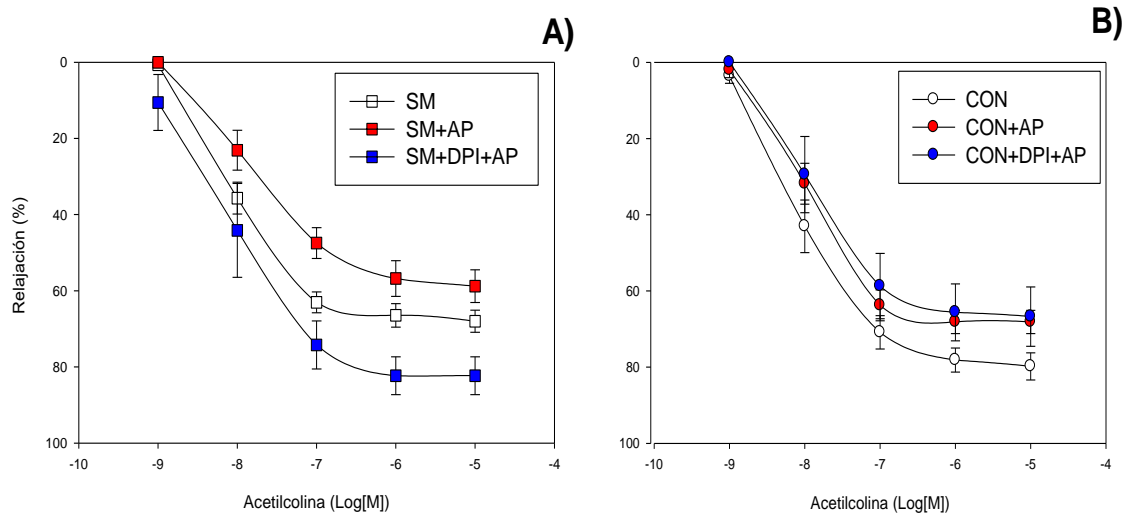 A)
SM
SM+AP
SM+DPI+AP
Relajación (%)
0
20
40
60
80
100
-10
-9
-8
-7
-6
-5
-4
Acetilcolina (Log[M])
B)
CON
CON+AP
CON+DPI+AP
0
20
40
60
80
100
-10
-9
-8
-7
-6
-5
-4
Acetilcolina (Log[M])